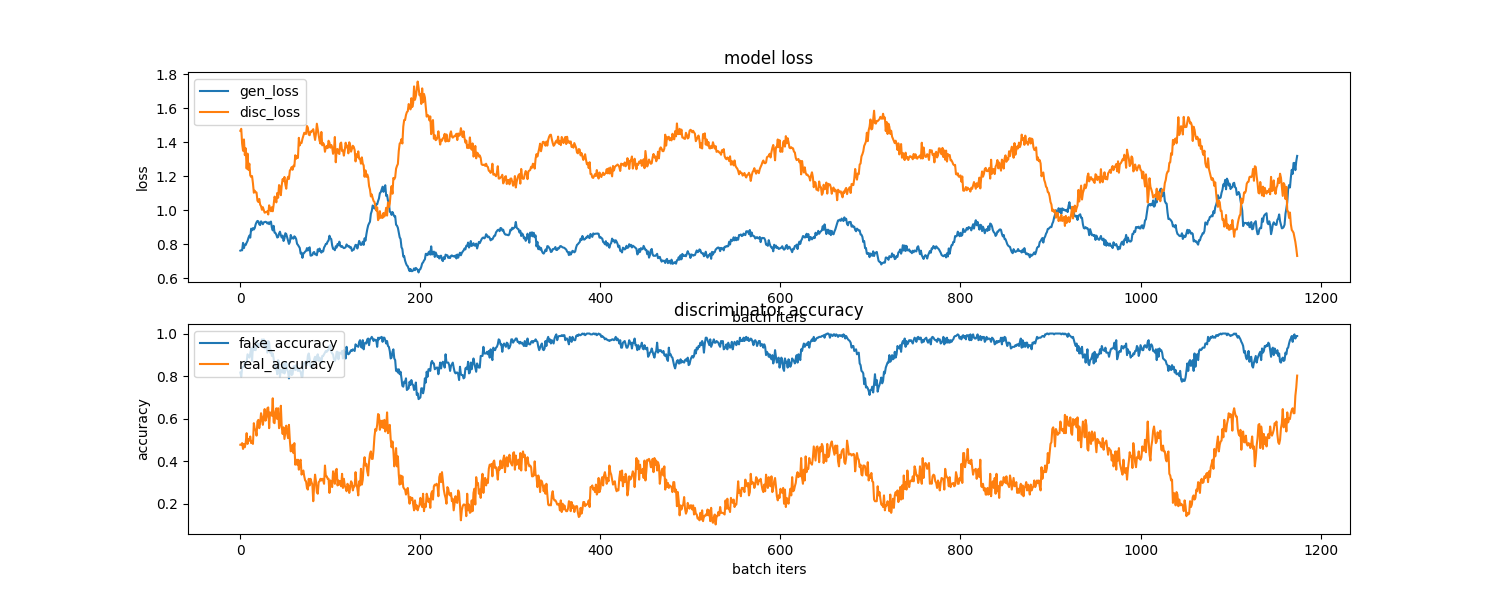 model loss
1.8
1.6
1.4
1.2
1.0
0.8
0.6
loss
gen_loss
disc_loss
0 200 400 600 800 1000 1200
batch iters
discriminator accuracy
1.0
0.8
0.6
0.4
0.2
accuracy
fake_accuracy
real_accuracy
0 200 400 600 800 1000 1200
batch iters